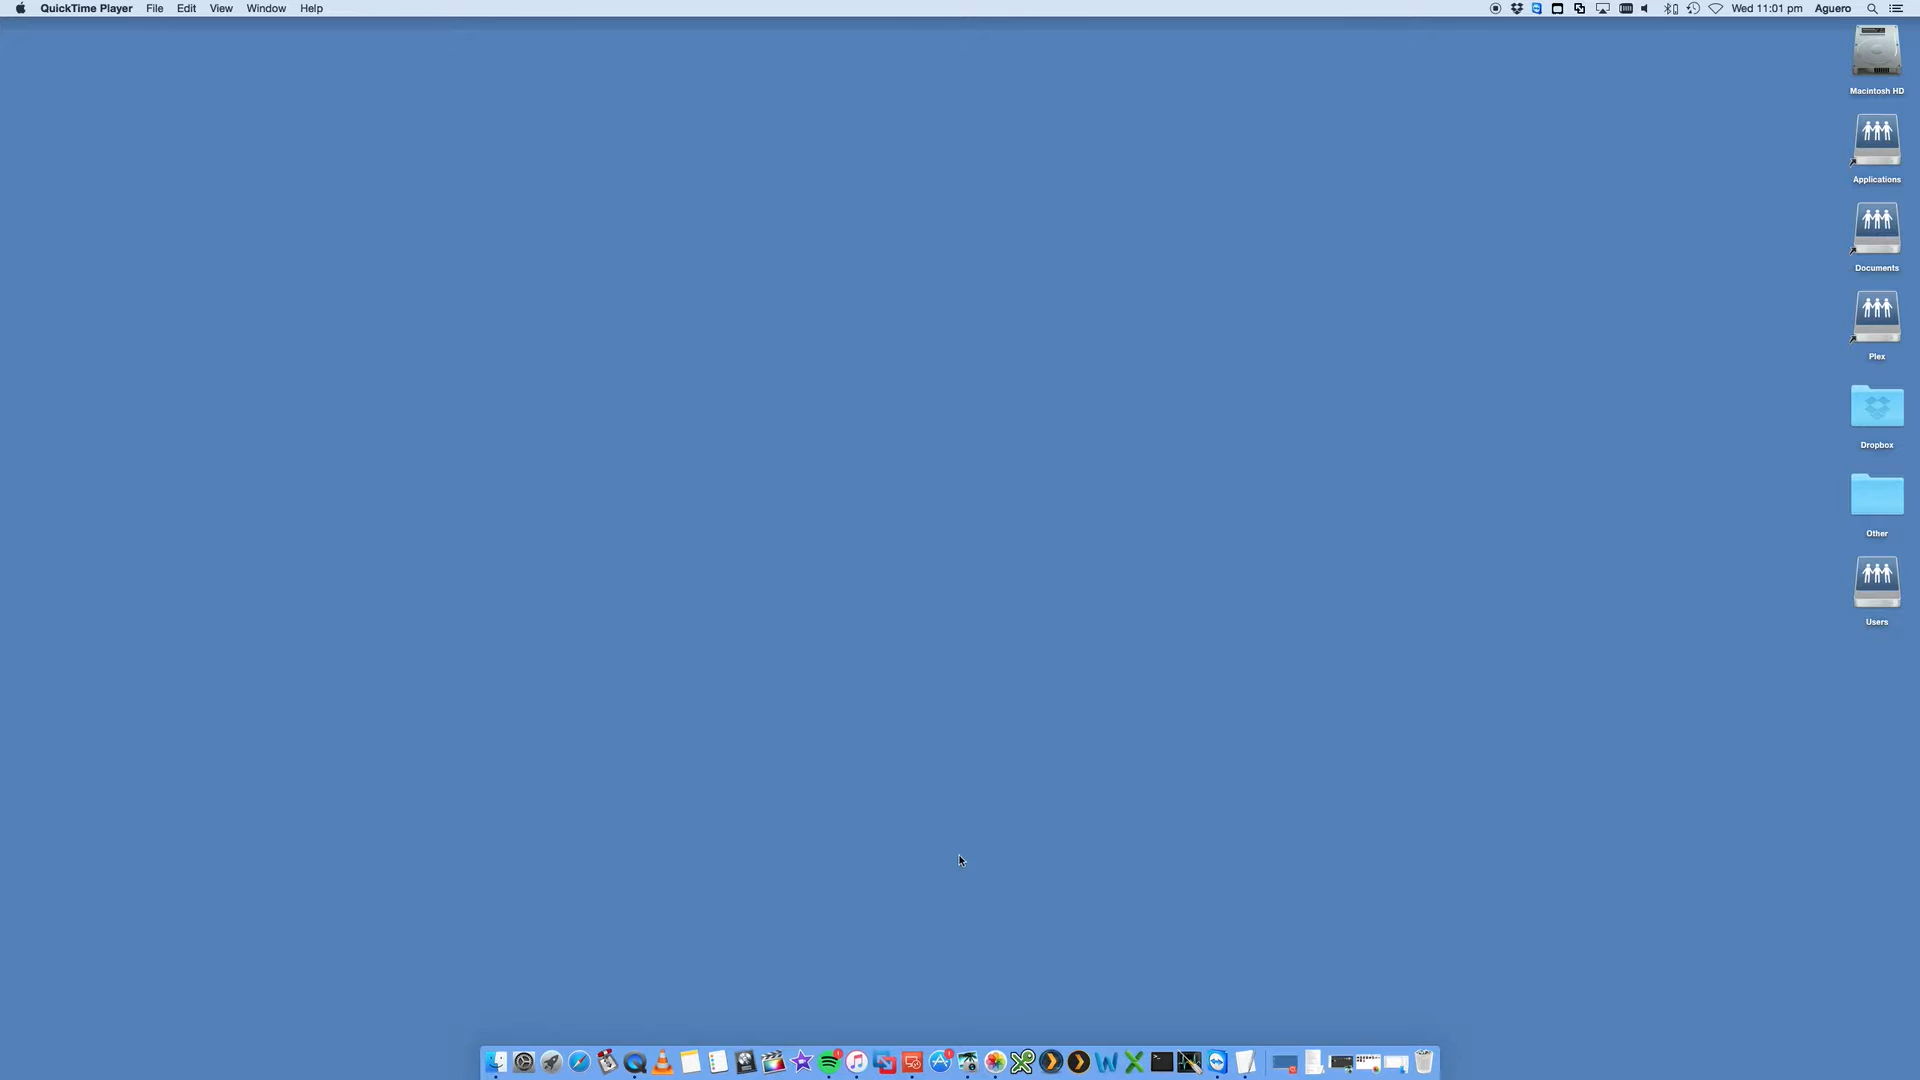 QuickTime Player File Edit View Window Help Wed 11:01 pm Aguero
Macintosh HD
Applications
Documents
Plex
Dropbox
Other
Users